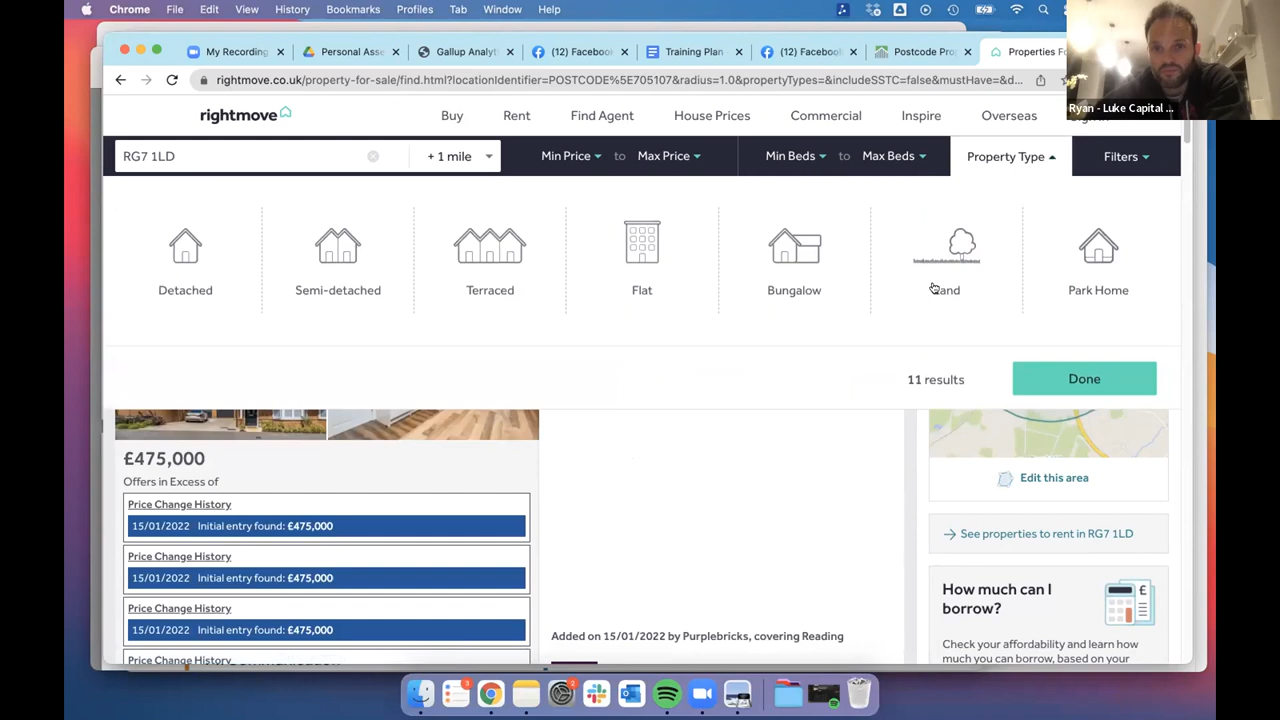 Chrome File Edit View History Bookmarks Profiles Tab Window Help
My Recording Personal Asse Gallup Analyt (12) Faceboo Training Plan (12) Faceboo Postcode Pro Properties Fo
rightmove.co.uk/property-for-sale/find.html?locationIdentifier=POSTCODE%5E705107&radius=1.0&propertyTypes=&includeSSTC=false&mustHave=&d...
Ryan - Luke Capital ...
rightmove Buy Rent Find Agent House Prices Commercial Inspire Overseas
RG7 1LD + 1 mile Min Price to Max Price Min Beds to Max Beds Property Type Filters
Detached Semi-detached Terraced Flat Bungalow Land Park Home
11 results Done
£475,000
Offers in Excess of
Edit this area
Price Change History
15/01/2022 Initial entry found: £475,000
See properties to rent in RG7 1LD
Price Change History
15/01/2022 Initial entry found: £475,000
How much can I
borrow?
Price Change History
15/01/2022 Initial entry found: £475,000
Added on 15/01/2022 by Purplebricks, covering Reading
Check your affordability and learn how
much you can borrow, based on your
Price Change History
3
2